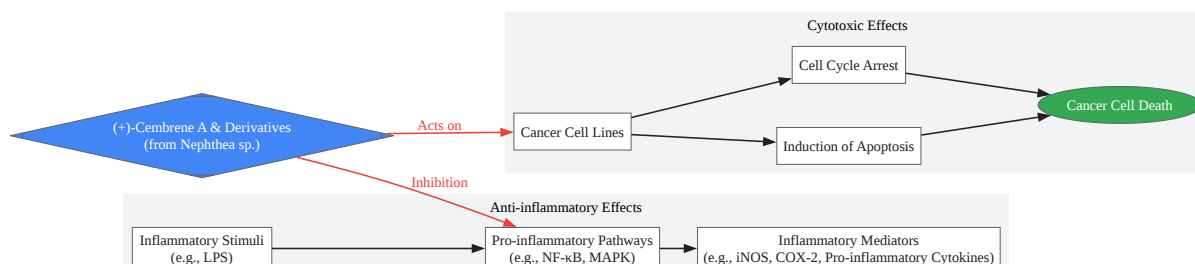 Cytotoxic Effects
Cell Cycle Arrest
(+)-Cembrene A & Derivatives
(from Nephthea sp.)
Acts on
Cancer Cell Lines
Cancer Cell Death
Induction of Apoptosis
Inhibition
Anti-inflammatory Effects
Inflammatory Stimuli
(e.g., LPS)
Pro-inflammatory Pathways
(e.g., NF-κB, MAPK)
Inflammatory Mediators
(e.g., iNOS, COX-2, Pro-inflammatory Cytokines)